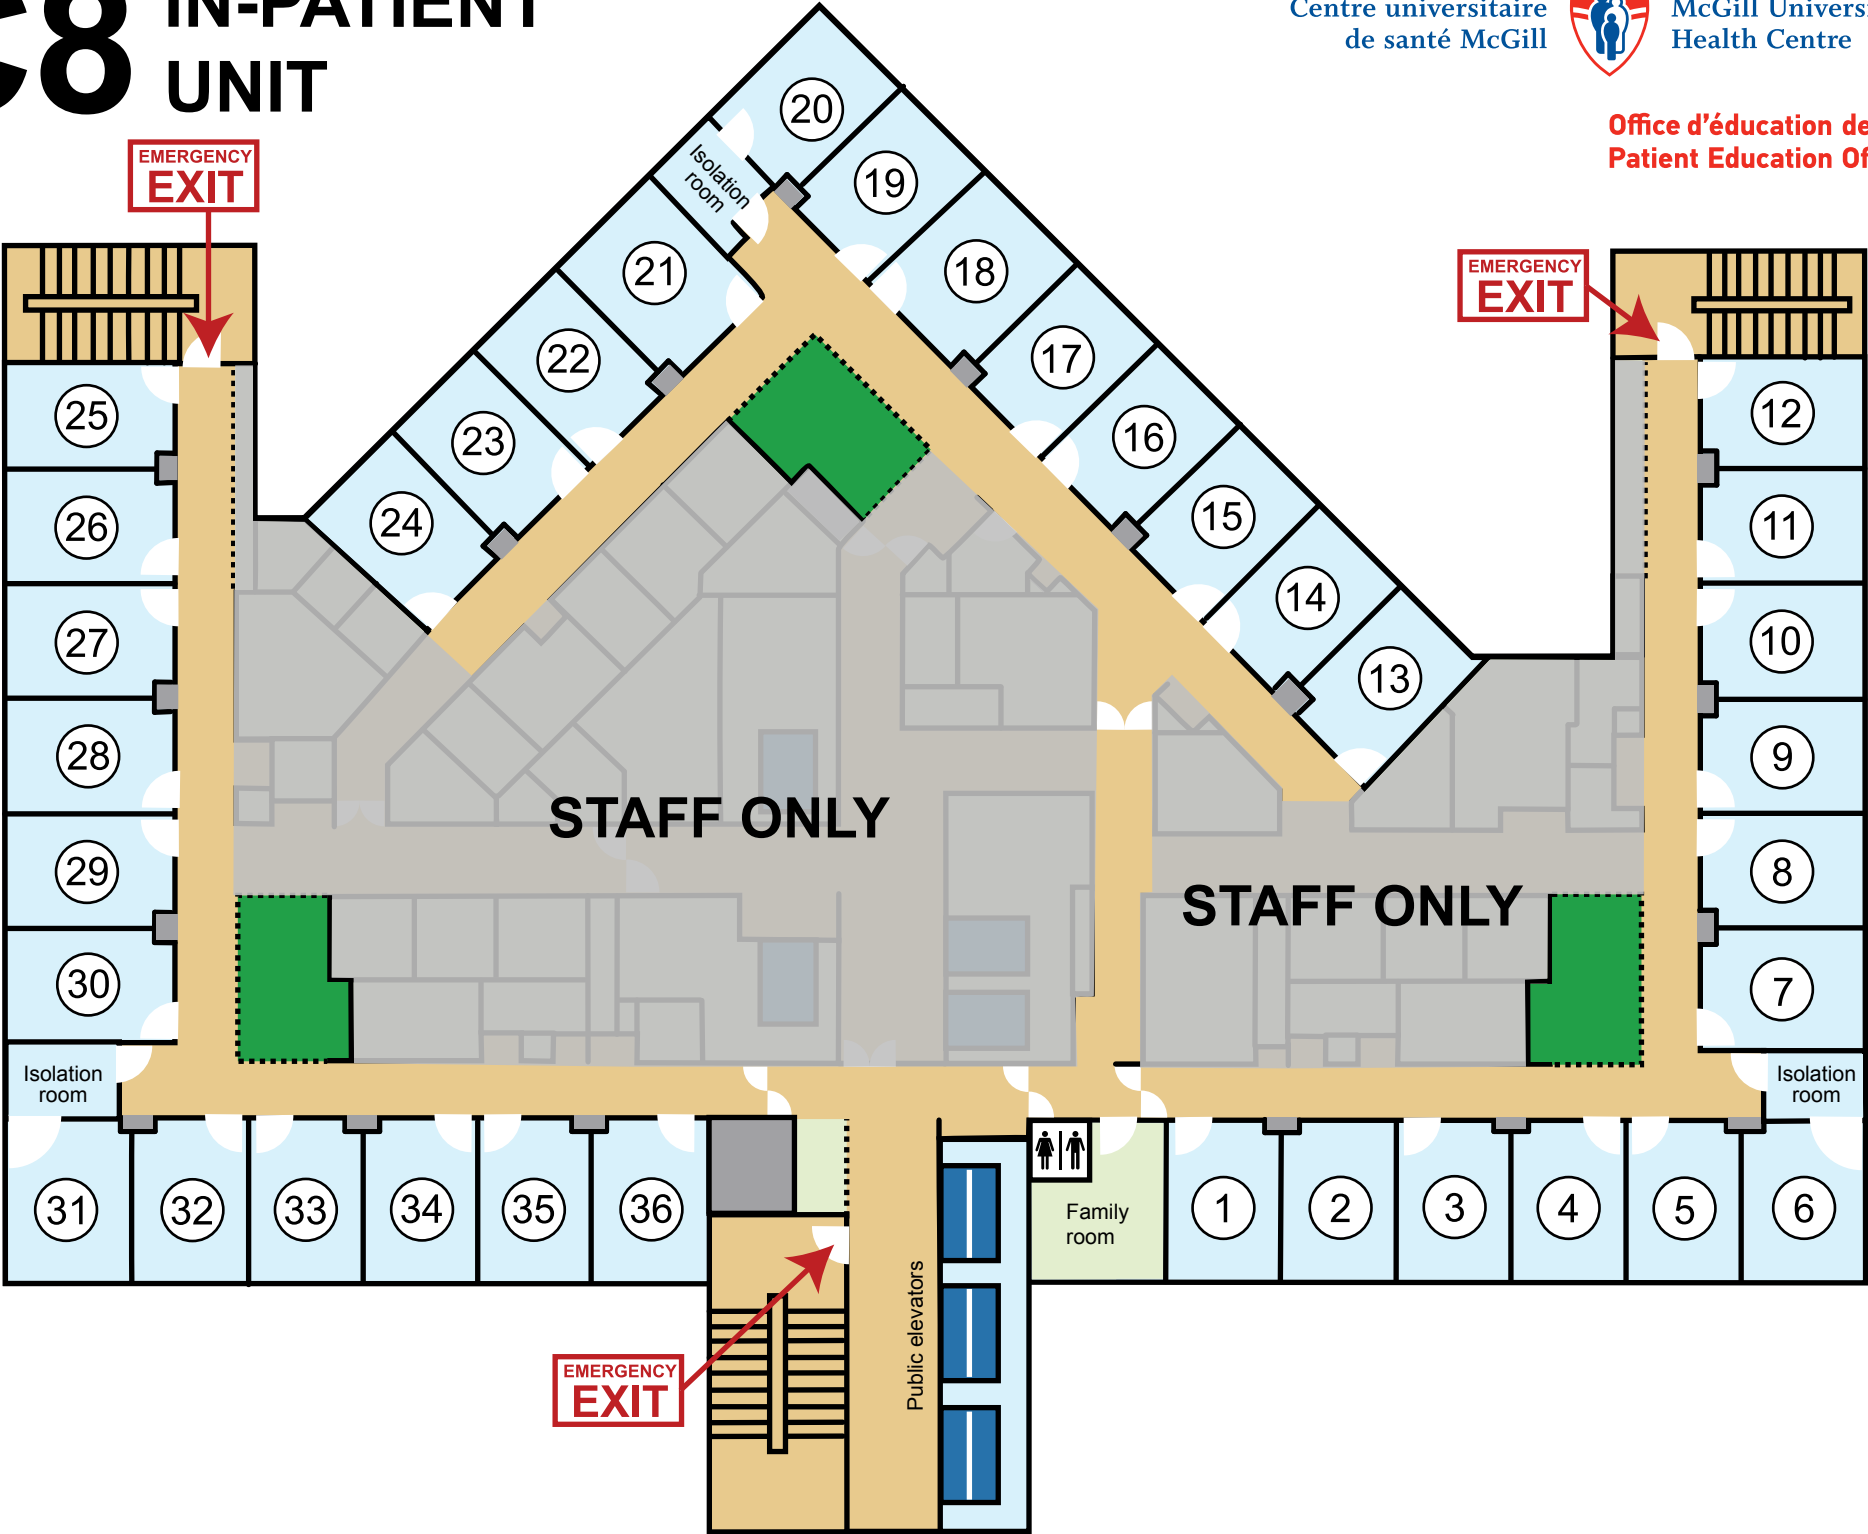 C8
IN-PATIENT
UNIT
Centre universitaire
de santé McGill
McGill
Health Centre
Office d'éducation
Patient Education
EMERGENCY
EXIT
EMERGENCY
EXIT
EMERGENCY
EXIT
20
Isolation
room
19
21
18
22
17
23
16
24
15
14
13
25
26
27
28
29
30
Isolation
room
12
11
10
9
8
7
Isolation
room
STAFF ONLY
STAFF ONLY
31
32
33
34
35
36
Public elevators
Family
room
1
2
3
4
5
6